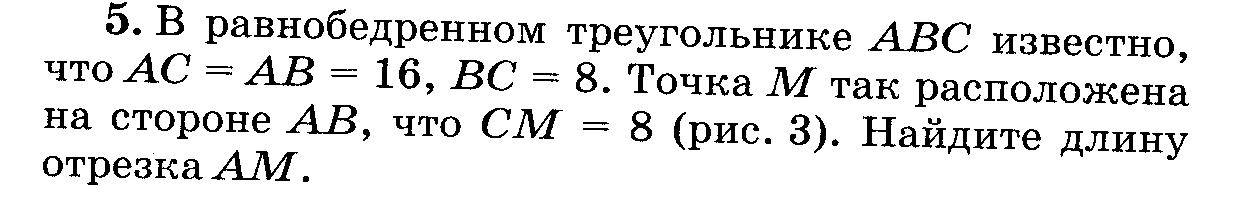 5. В равнобедренном треугольнике ABC известно,
что AC = AB = 16, BC = 8. Точка M так расположена
на стороне AB, что CM = 8 (рис. 3). Найдите длину
отрезка AM.